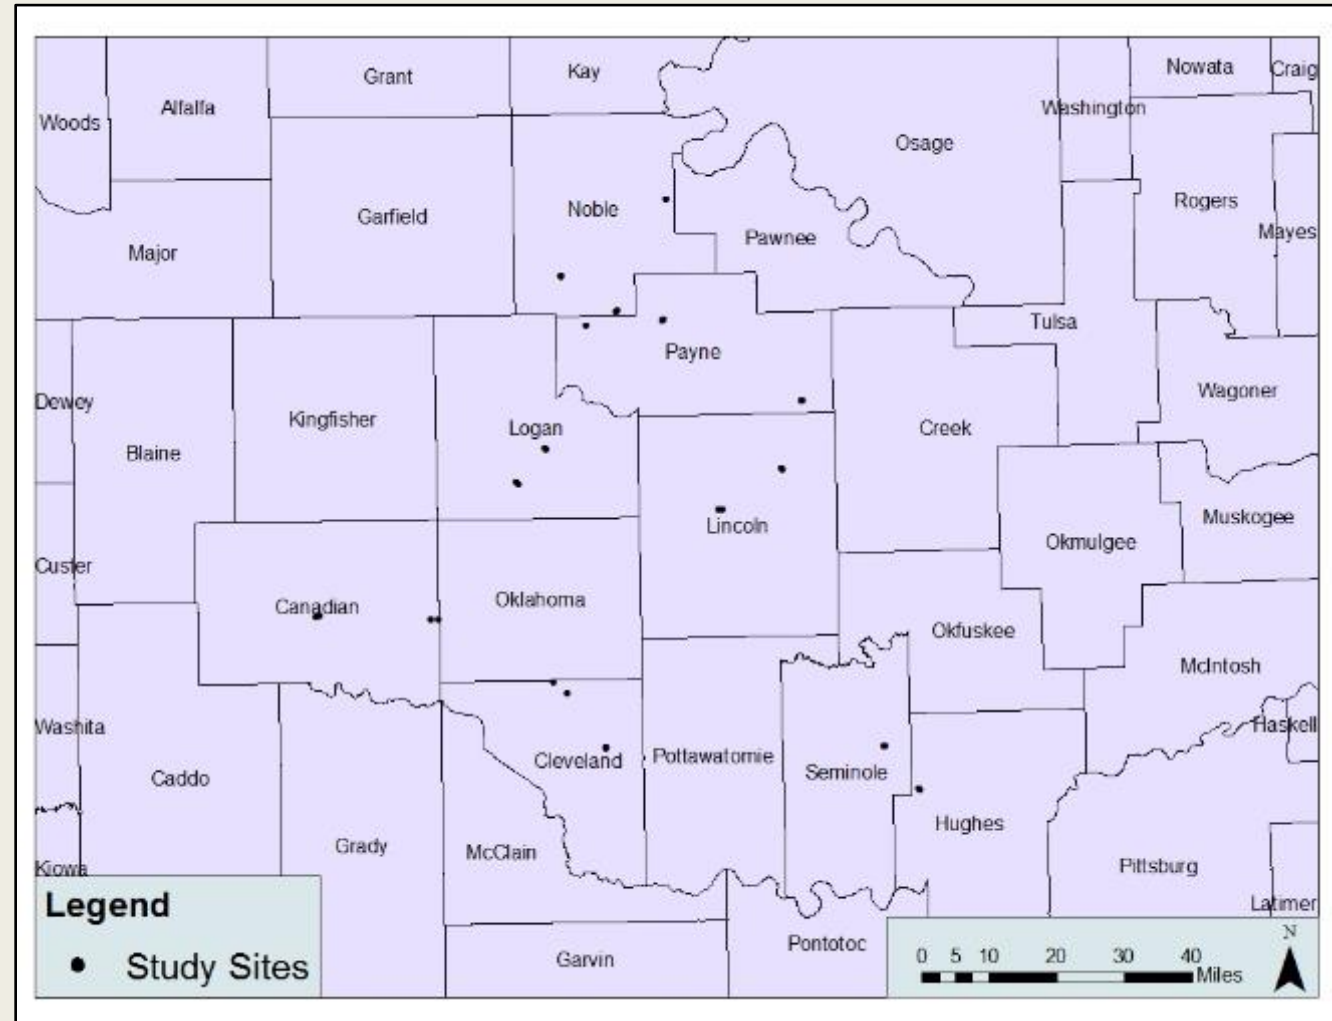 Grant
Kay
Nowata
Craig
Woods
Alfalfa
Washington
Osage
Noble
Garfield
Rogers
Mayes
Pawnee
Major
Tulsa
Payne
Dewey
Kingfisher
Logan
Creek
Wagoner
Blaine
Lincoln
Muskogee
Okmulgee
Custer
Canadian
Oklahoma
Okfuskee
McIntosh
Washita
Haskell
Caddo
Cleveland
Pottawatomie
Seminole
Hughes
Grady
McClain
Kiowa
Pittsburg
Latimer
Pontotoc
Garvin
Legend
Study Sites
N
0 5 10 20 30 40
Miles